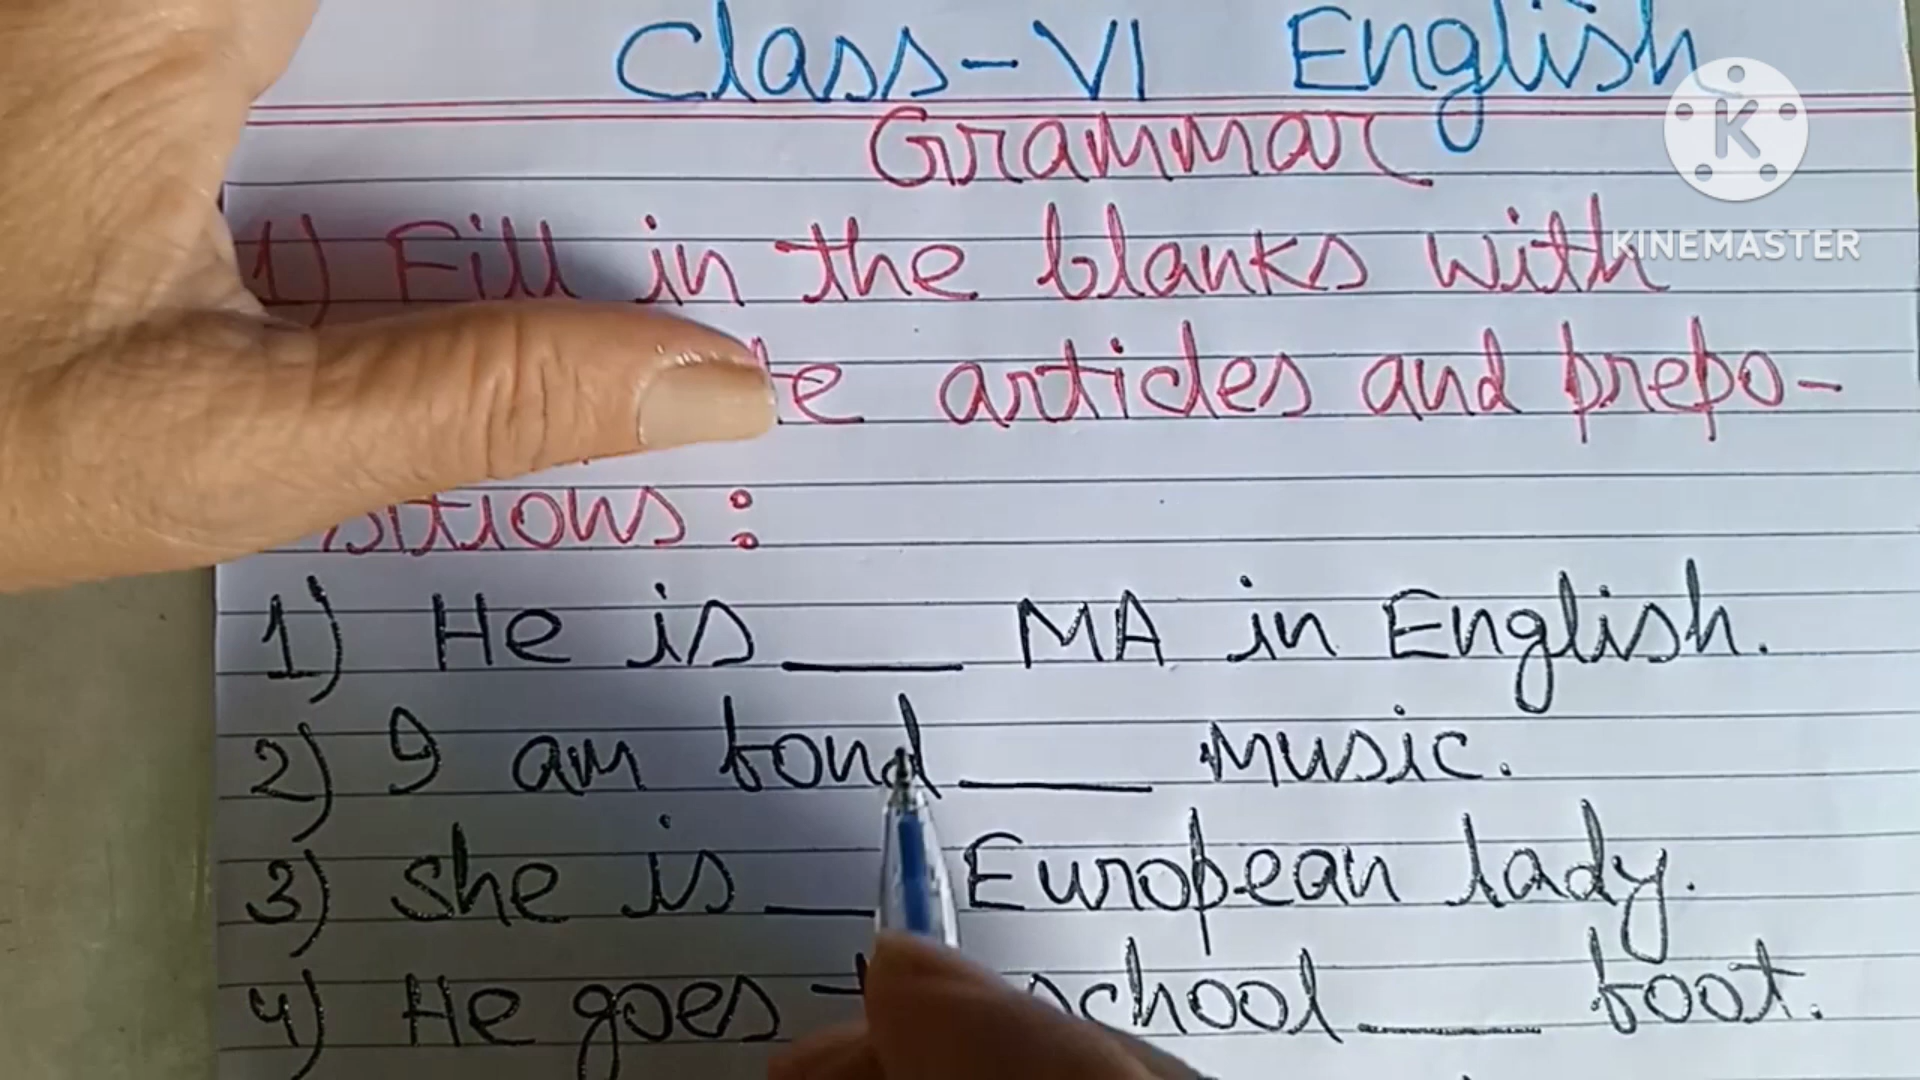 Class-VI English
Grammar
1) Fill in the blanks with
articles and prepo-
sitions:
1) He is ____ MA in English.
2) I am fond ____ music.
3) She is ____ European lady.
4) He goes school ____ foot.
K
KINEMASTER